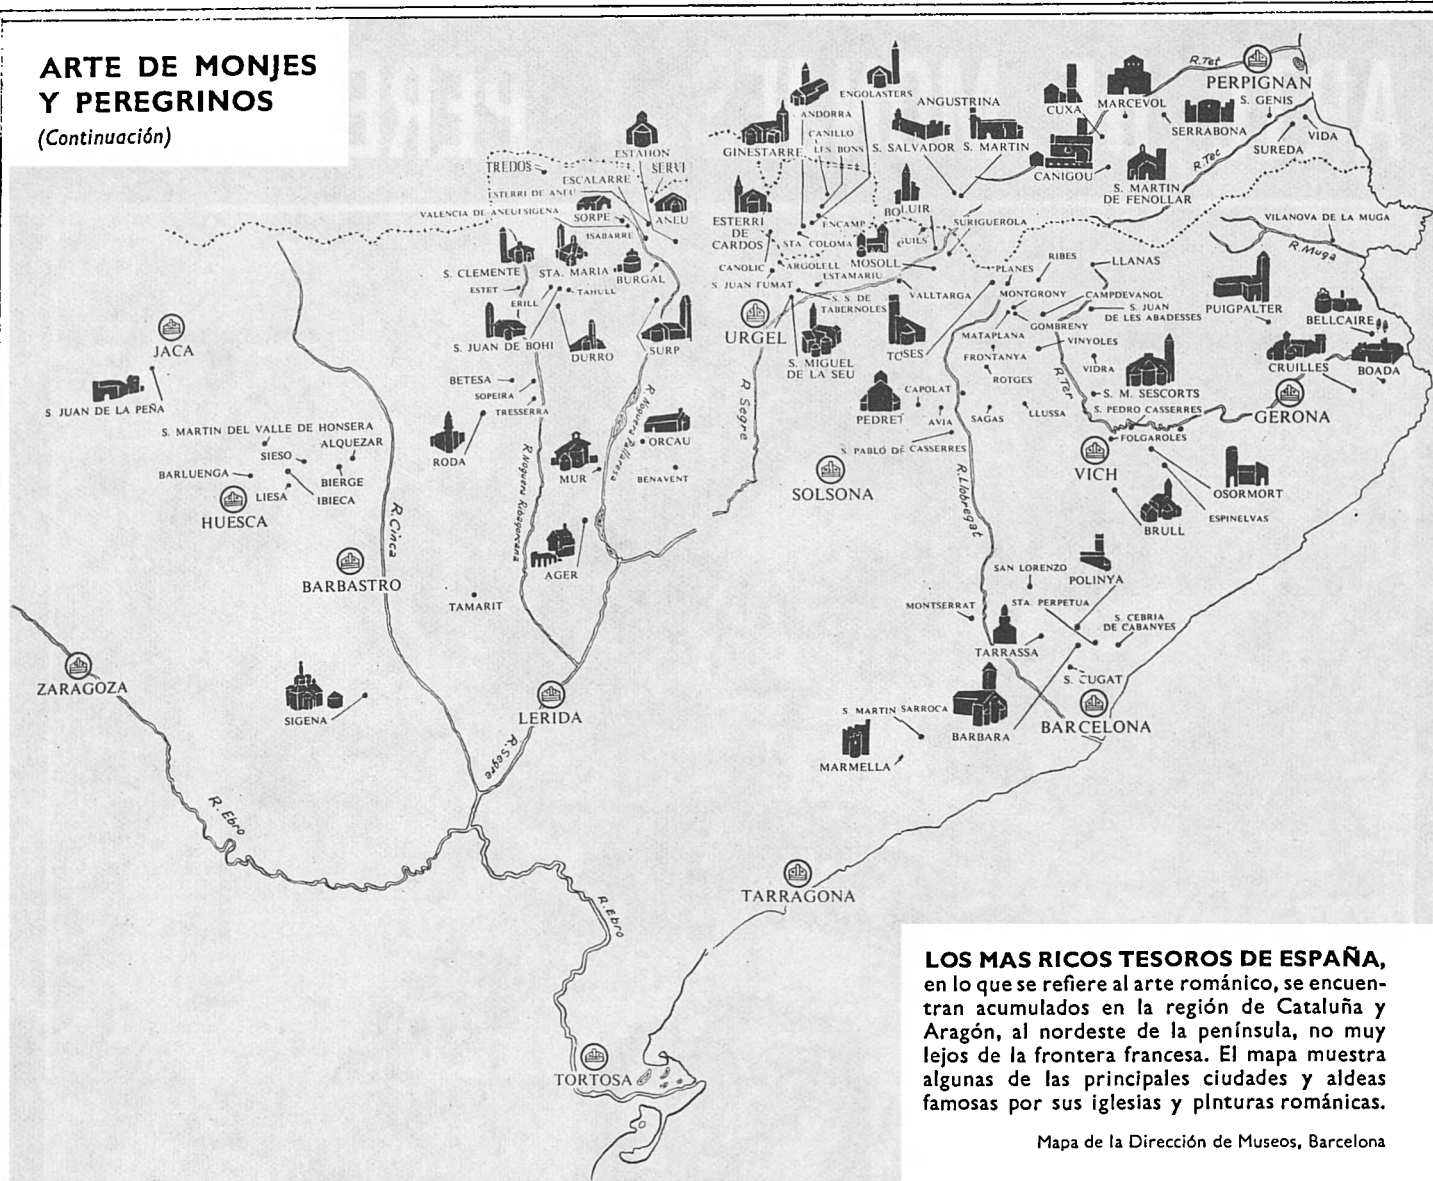 ARTE DE MONJES
Y PEREGRINOS
(Continuación)
R. Tet
PERPIGNAN
S. GENIS
VIDA
SUREDA
R. Tec
CUXA
MARCEVOL
SERRABONA
CANIGOU
S. MARTIN
DE FENOLLAR
ENGOLASTERS
ANGUSTRINA
ANDORRA
CANILLO
LES BONS
GINESTARRE
S. SALVADOR
S. MARTIN
ESTAHON
SERVI
TREDOS
ESCALARRE
ESTERRI DE ANEU
VALENCIA DE ANEU
ISIGENA
SORPE
ISABARRE
ANEU
ESTERRI
DE
CARDOS
ENCAMP
STA. COLOMA
BOLUIR
GUILS
SURIGUEROLA
VILANOVA DE LA MUGA
R. Muga
S. CLEMENTE
STA. MARIA
BURGAL
ESTET
ERILL
TAHULL
CANOLIC
ARGOLELL
MOSOLL
ESTAMARIU
S. JUAN FUMAT
S. S. DE
TABERNOLES
VALLTARGA
PLANES
RIBES
LLANAS
MONTGRONY
CAMPDEVANOL
S. JUAN
DE LES ABADESSES
PUIGPALTER
BELLCAIRE
JACA
S. JUAN DE BOHI
DURRO
SURP
URGEL
S. MIGUEL
DE LA SEU
TOSES
MATAPLANA
GOMBRENY
VINYOLES
FRONTANYA
VIDRA
ROTGES
CRUILLES
BOADA
S. JUAN DE LA PEÑA
BETESA
SOPEIRA
TRESSERRA
R. Noguera Pallaresa
R. Segre
PEDRET
CAPOLAT
AVIA
SAGAS
LLUSSA
R. Ter
S. M. SESCORTS
S. PEDRO CASSERRES
GERONA
S. MARTIN DEL VALLE DE HONSERA
SIESO
ALQUEZAR
BARLUENGA
LIESA
BIERGE
IBIECA
HUESCA
RODA
R. Noguera Ribagorcana
MUR
ORCAU
BENAVENT
S. PABLO DE CASSERRES
FOLGAROLES
SOLSONA
R. Llobregat
VICH
OSORMORT
ESPINELVAS
BRULL
R. Cinca
BARBASTRO
AGER
TAMARIT
SAN LORENZO
POLINYA
MONTSERRAT
STA. PERPETUA
S. CEBRIA
DE CABANYES
TARRASSA
S. CUGAT
ZARAGOZA
SIGENA
LERIDA
S. MARTIN SARROCA
BARBARA
BARCELONA
MARMELLA
R. Segre
R. Ebro
TARRAGONA
R. Ebro
TORTOSA
LOS MAS RICOS TESOROS DE ESPAÑA,
en lo que se refiere al arte románico, se encuen-
tran acumulados en la región de Cataluña y
Aragón, al nordeste de la península, no muy
lejos de la frontera francesa. El mapa muestra
algunas de las principales ciudades y aldeas
famosas por sus iglesias y pinturas románicas.
Mapa de la Dirección de Museos, Barcelona